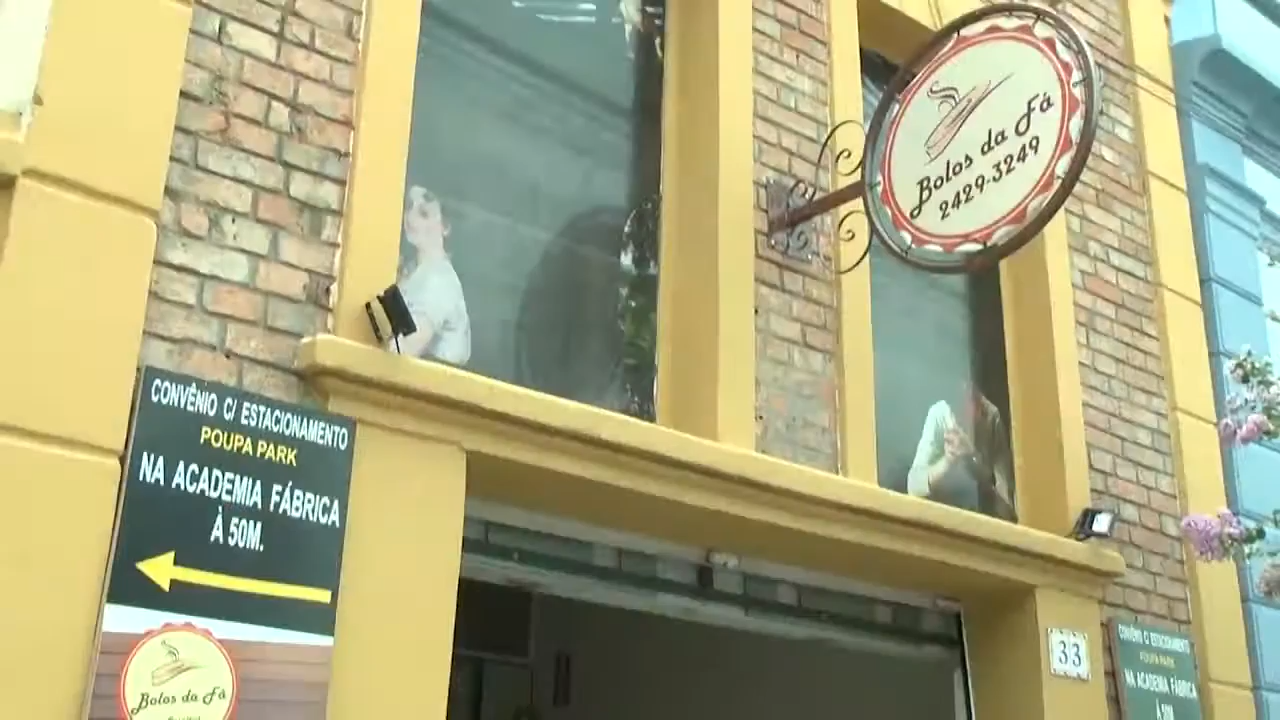 Bolos da Fá
2429-3249
CONVÊNIO C/ ESTACIONAMENTO
POUPA PARK
NA ACADEMIA FÁBRICA
À 50M.
Bolos da Fá
33
CONVÊNIO C/ ESTACIONAMENTO
POUPA PARK
NA ACADEMIA FÁBRICA
À 50M.